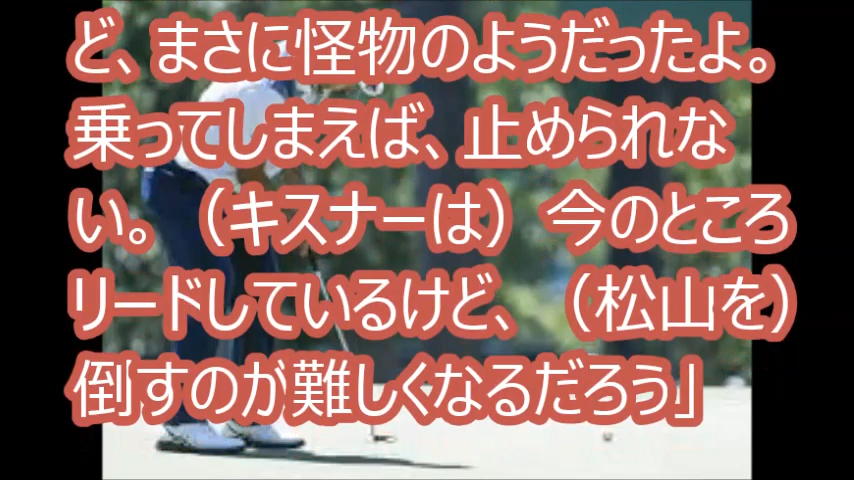 ど、まさに怪物のようだったよ。
乗ってしまえば、止められな
い。（キスナーは）今のところ
リードしているけど、（松山を）
倒すのが難しくなるだろう」